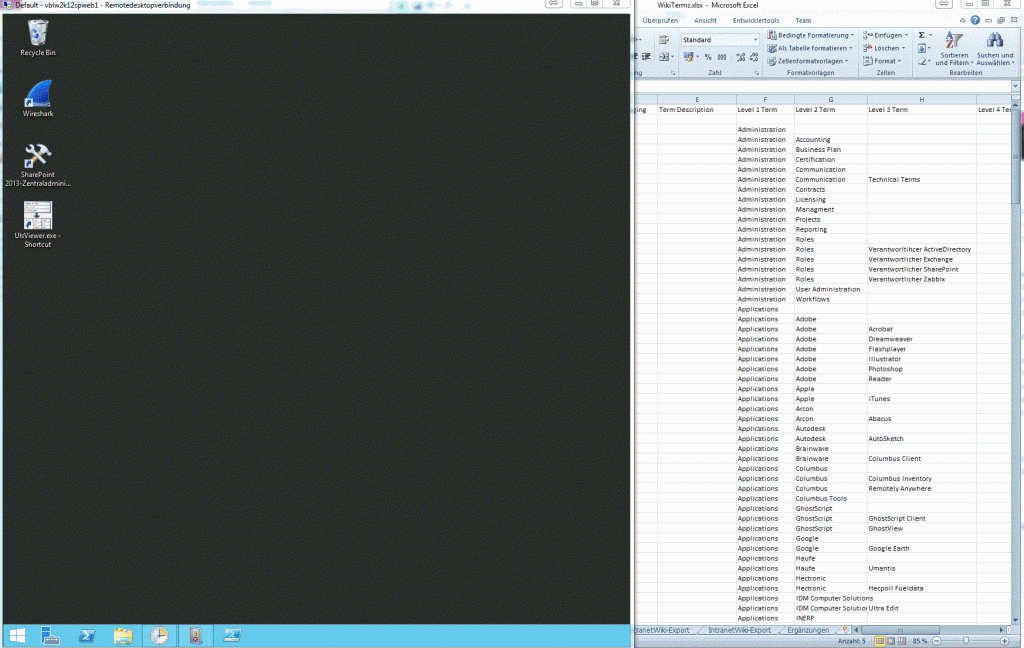 Default - vblw2k12spweb1 - Remotedesktopverbindung
Recycle Bin
Wireshark
SharePoint
2013-Zentraladmini...
UlsViewer.exe -
Shortcut
WikiTerms.xlsx - Microsoft Excel
Überprüfen Ansicht Entwicklertools Team
Standard
Bedingte Formatierung
Als Tabelle formatieren
Zellenformatvorlagen
Einfügen
Löschen
Format
Sortieren und Filtern
Suchen und Auswählen
Zahl Formatvorlagen Zellen Bearbeiten
E F G H
Term Description Level 1 Term Level 2 Term Level 3 Term Level 4 Ter
Administration
Administration Accounting
Administration Business Plan
Administration Certification
Administration Communication
Administration Communication Technical Terms
Administration Contracts
Administration Licensing
Administration Managment
Administration Projects
Administration Reporting
Administration Roles
Administration Roles Verantworltihcer ActiveDirectory
Administration Roles Verantwortlicher Exchange
Administration Roles Verantwortlicher SharePoint
Administration Roles Verantwortlicher Zabbix
Administration User Administration
Administration Workflows
Applications
Applications Adobe
Applications Adobe Acrobat
Applications Adobe Dreamweaver
Applications Adobe Flashplayer
Applications Adobe Illustrator
Applications Adobe Photoshop
Applications Adobe Reader
Applications Apple
Applications Apple iTunes
Applications Arcon
Applications Arcon Abacus
Applications Autodesk
Applications Autodesk AutoSketch
Applications Brainware
Applications Brainware Columbus Client
Applications Columbus
Applications Columbus Columbus Inventory
Applications Columbus Remotely Anywhere
Applications Columbus Tools
Applications GhostScript
Applications GhostScript GhostScript Client
Applications GhostScript GhostView
Applications Google
Applications Google Google Earth
Applications Haufe
Applications Haufe Umantis
Applications Hectronic
Applications Hectronic Hecpoll Fueldata
Applications IDM Computer Solutions
Applications IDM Computer Solution Ultra Edit
Applications INERP
IntranetWiki-Export IntranetWiki-Export Ergänzungen
Anzahl: 5 85 %